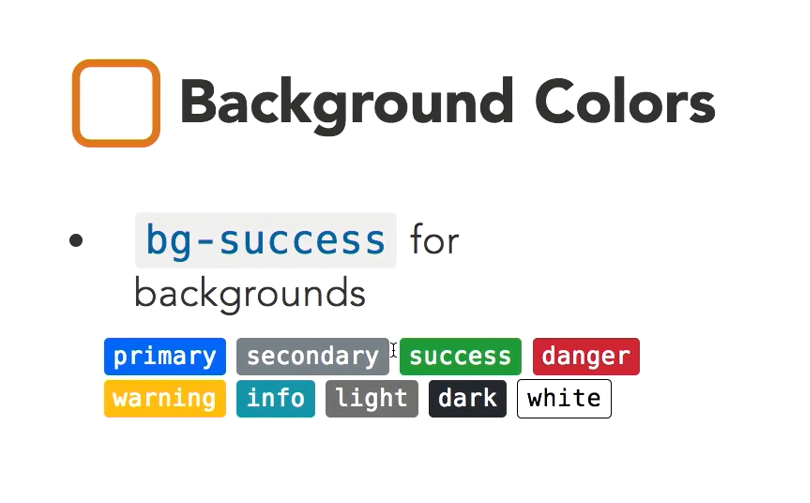 Background Colors
• bg-success for
backgrounds
primary secondary success danger
warning info light dark white